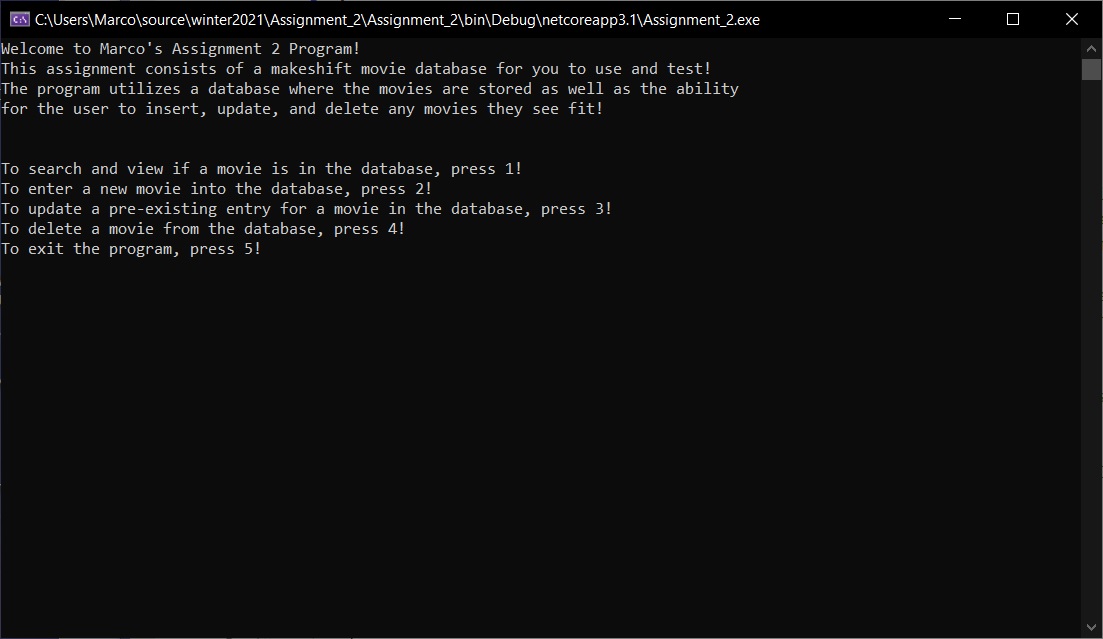 C:\Users\Marco\source\winter2021\Assignment_2\Assignment_2\bin\Debug\netcoreapp3.1\Assignment_2.exe
Welcome to Marco's Assignment 2 Program!
This assignment consists of a makeshift movie database for you to use and test!
The program utilizes a database where the movies are stored as well as the ability
for the user to insert, update, and delete any movies they see fit!
To search and view if a movie is in the database, press 1!
To enter a new movie into the database, press 2!
To update a pre-existing entry for a movie in the database, press 3!
To delete a movie from the database, press 4!
To exit the program, press 5!